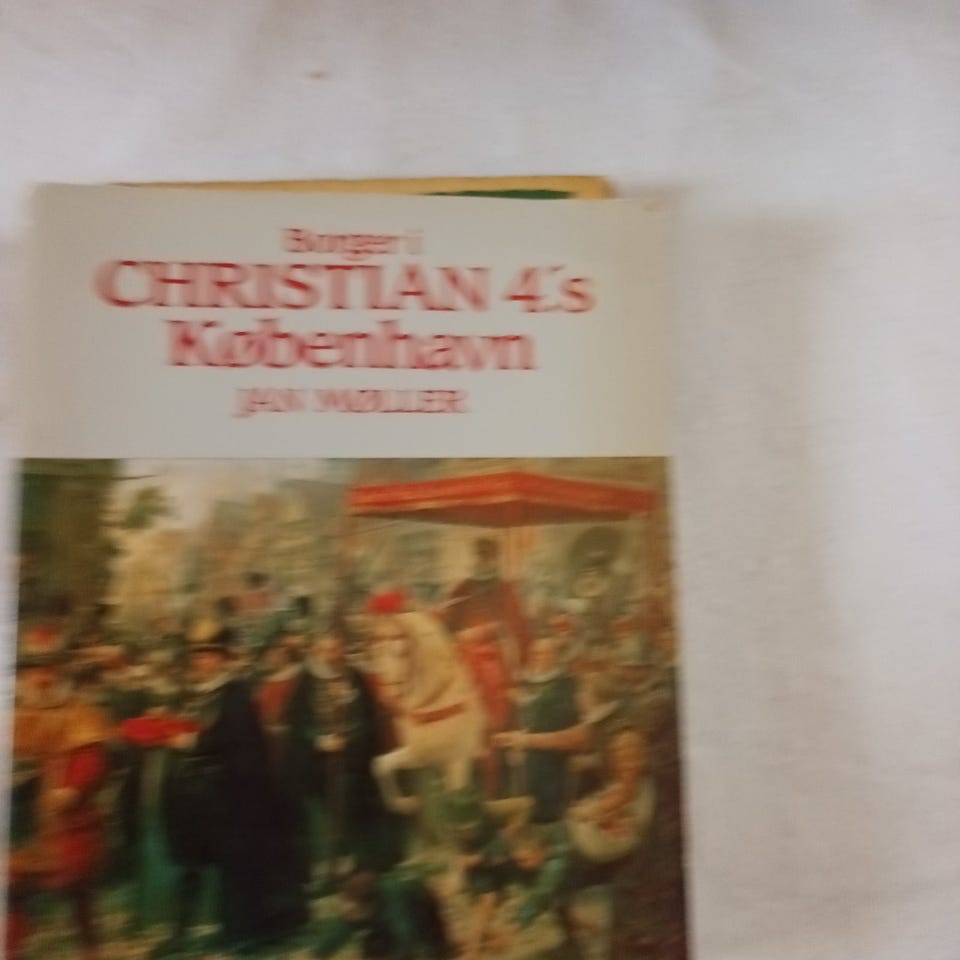 Borger i
CHRISTIAN 4.'s
København
JAN MØLLER